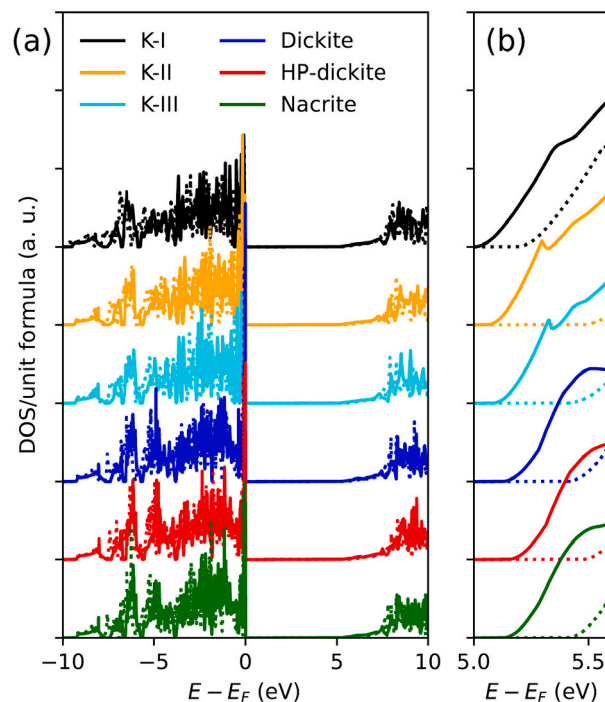 (a)
K-I
K-II
K-III
Dickite
HP-dickite
Nacrite
(b)
DOS/unit formula (a. u.)
−10 −5 0 5 10
E − E_F (eV)
5.0 5.5
E − E_F (eV)